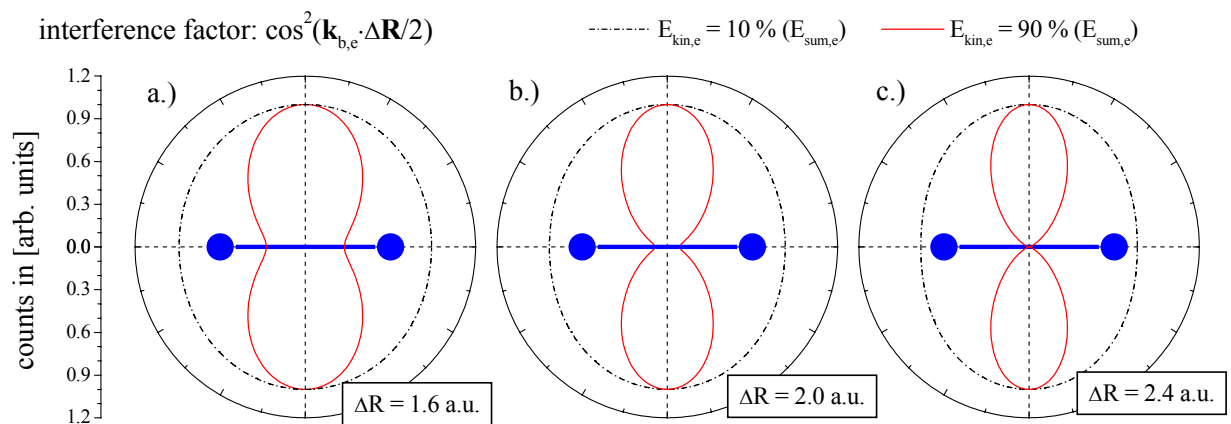 interference factor: cos²(k_b,e·ΔR/2)
E_kin,e = 10 % (E_sum,e)
E_kin,e = 90 % (E_sum,e)
counts in [arb. units]
1.2
0.9
0.6
0.3
0.0
0.3
0.6
0.9
1.2
a.)
b.)
c.)
ΔR = 1.6 a.u.
ΔR = 2.0 a.u.
ΔR = 2.4 a.u.